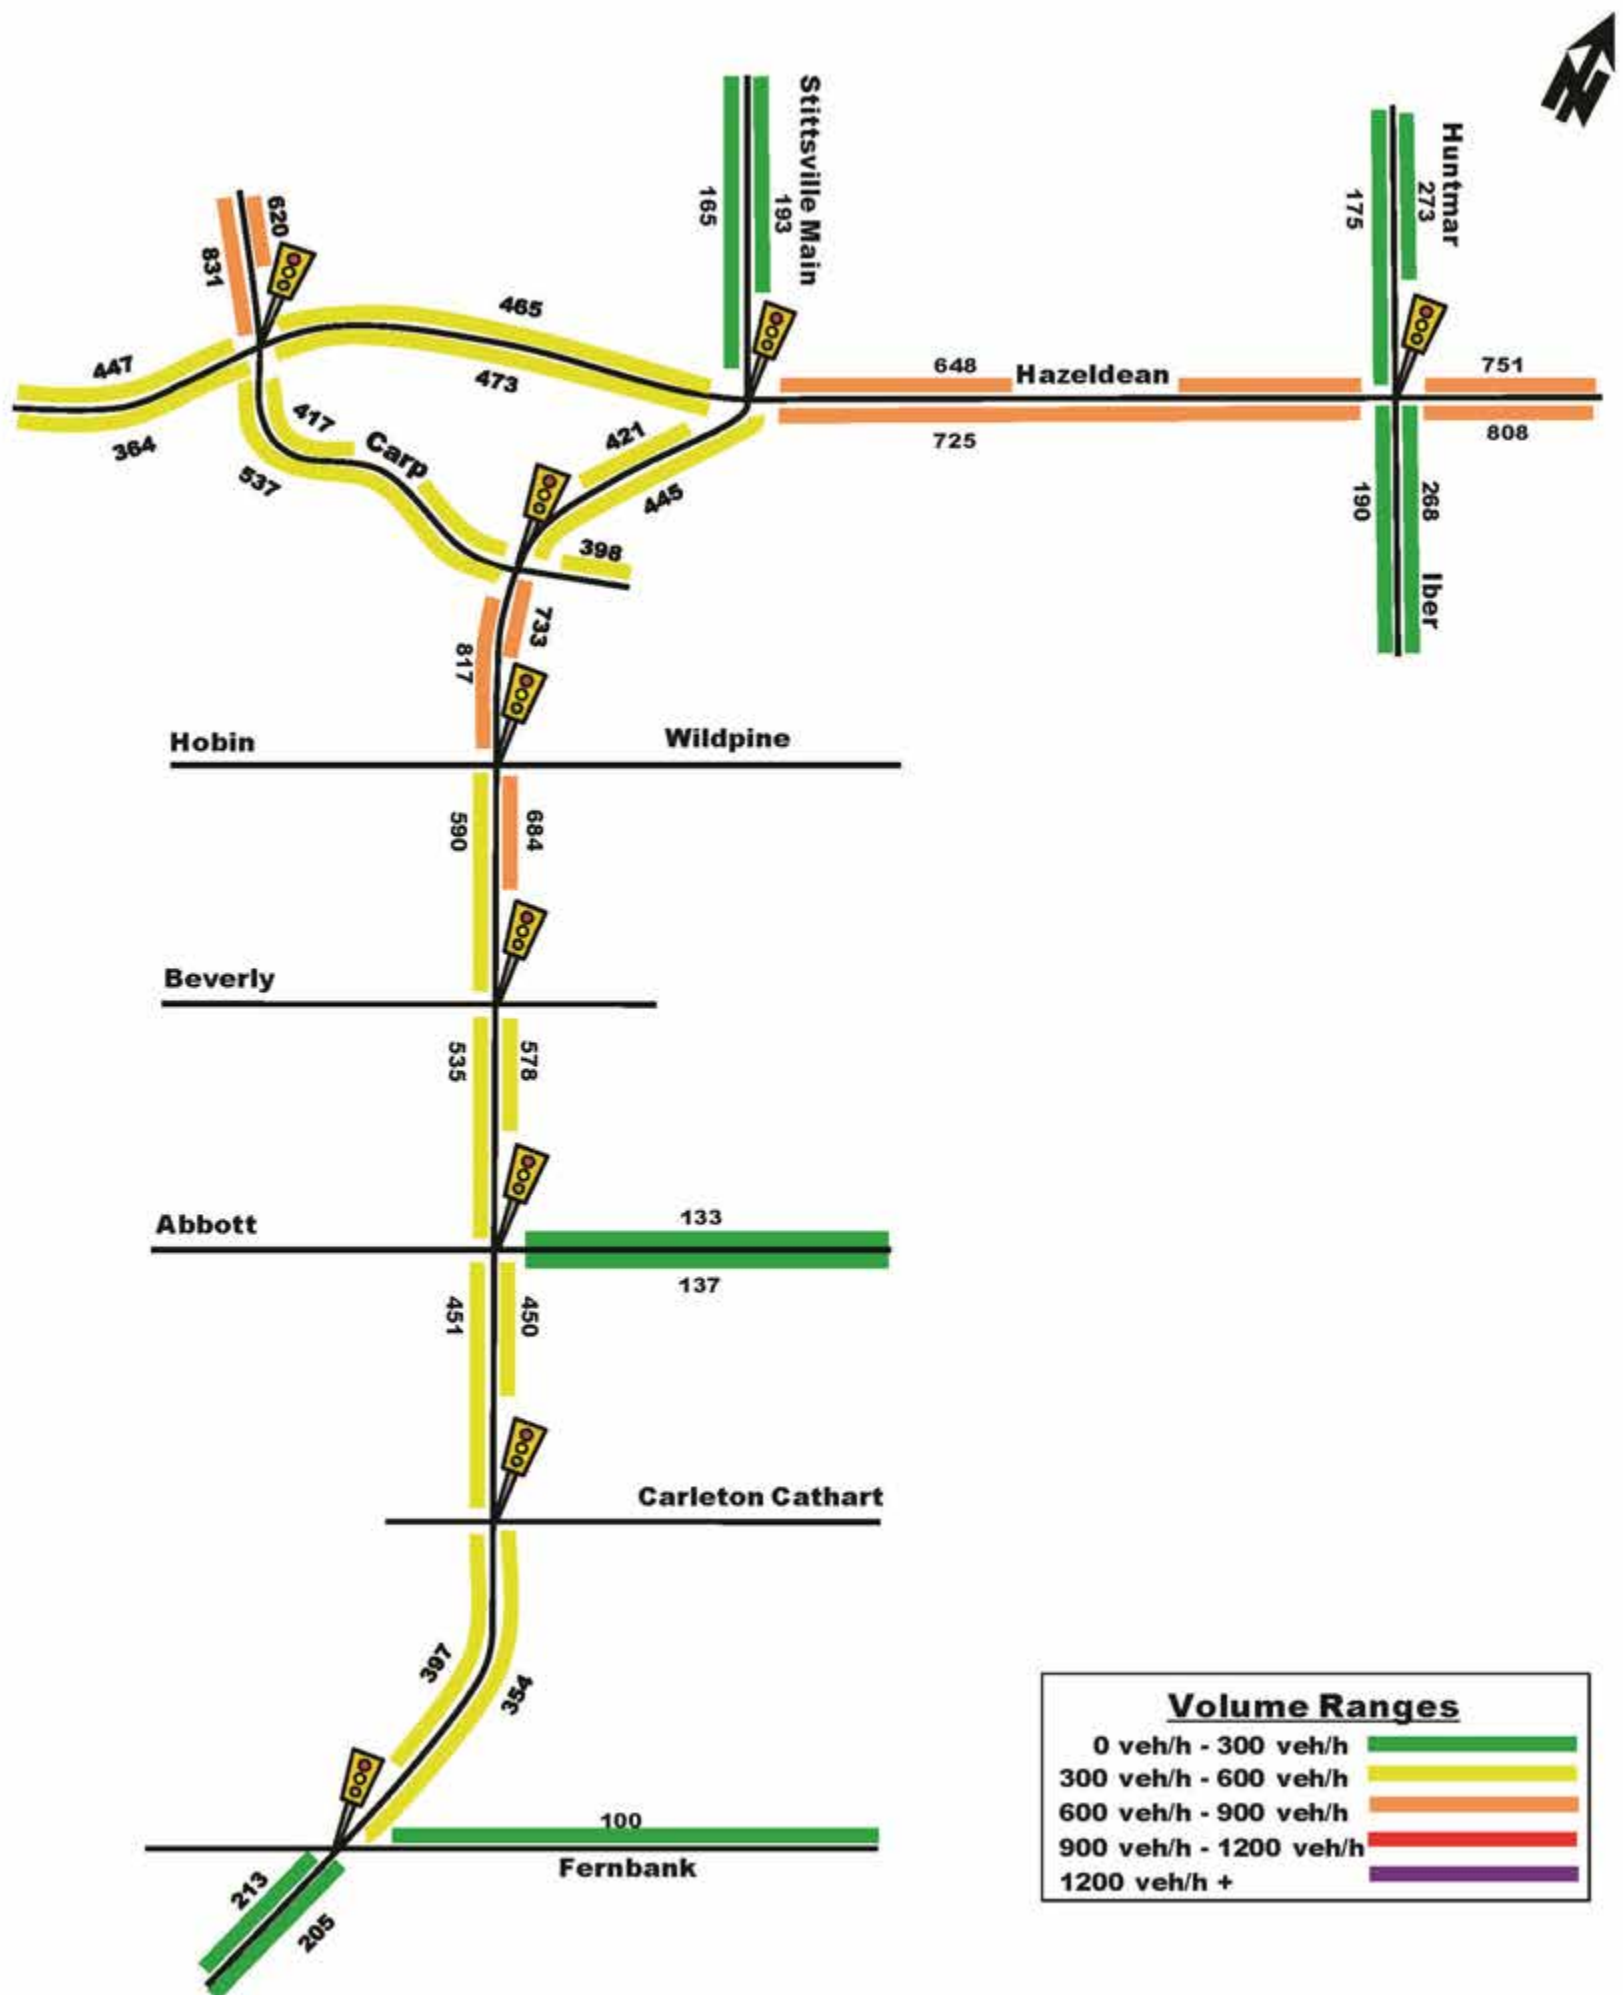 N
Stittsville Main
165
193
Huntmar
175
273
620
831
465
473
447
364
417
537
Carp
421
445
398
648
Hazeldean
725
751
808
190
268
Iber
733
817
Hobin
Wildpine
590
684
Beverly
535
578
Abbott
133
137
451
450
Carleton Cathart
397
354
100
Fernbank
213
205
Volume Ranges
0 veh/h - 300 veh/h
300 veh/h - 600 veh/h
600 veh/h - 900 veh/h
900 veh/h - 1200 veh/h
1200 veh/h +